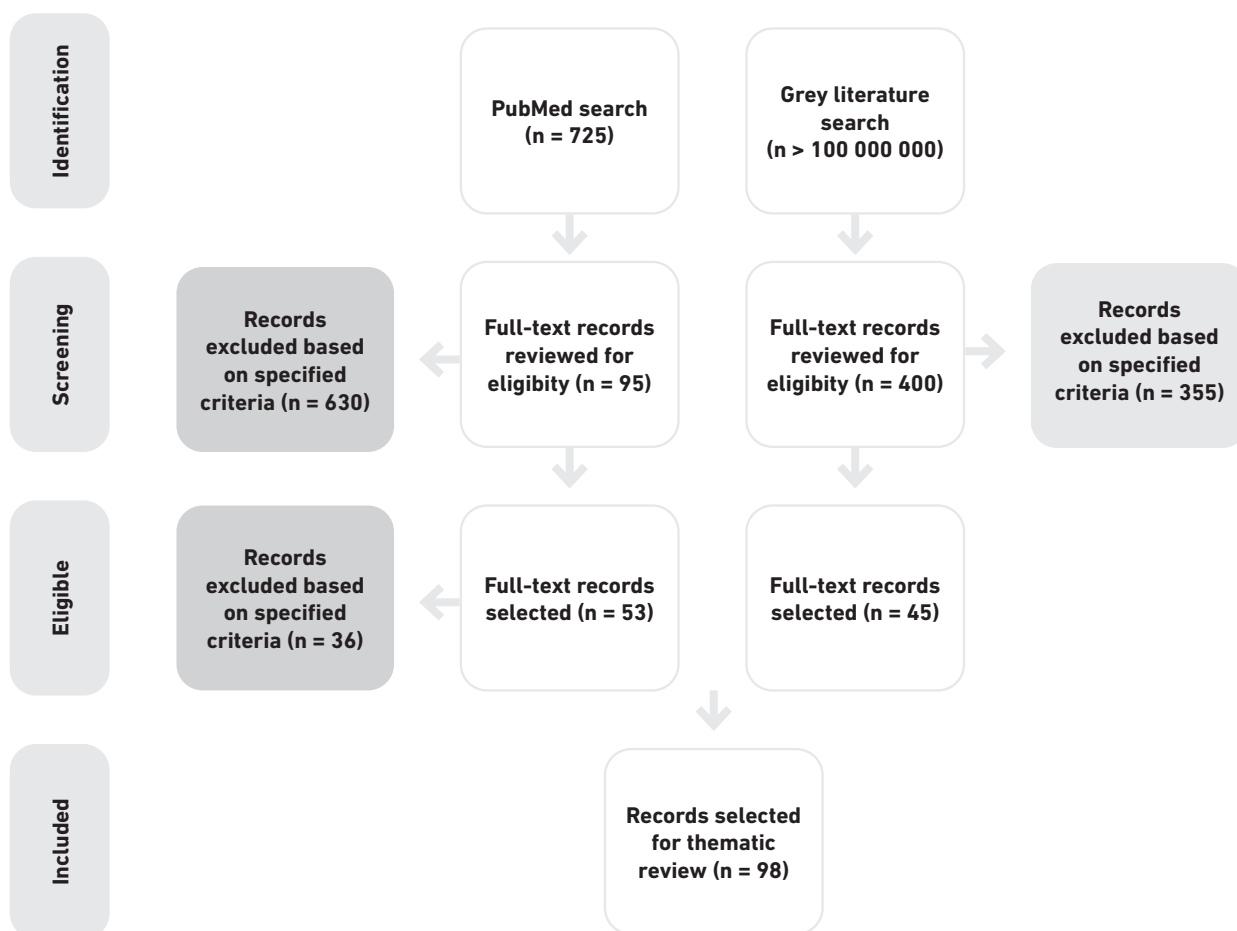 Identification
PubMed search
(n = 725)
Grey literature
search
(n > 100 000 000)
Screening
Records
excluded based
on specified
criteria (n = 630)
Full-text records
reviewed for
eligibity (n = 95)
Full-text records
reviewed for
eligibity (n = 400)
Records
excluded based
on specified
criteria (n = 355)
Eligible
Records
excluded based
on specified
criteria (n = 36)
Full-text records
selected (n = 53)
Full-text records
selected (n = 45)
Included
Records selected
for thematic
review (n = 98)